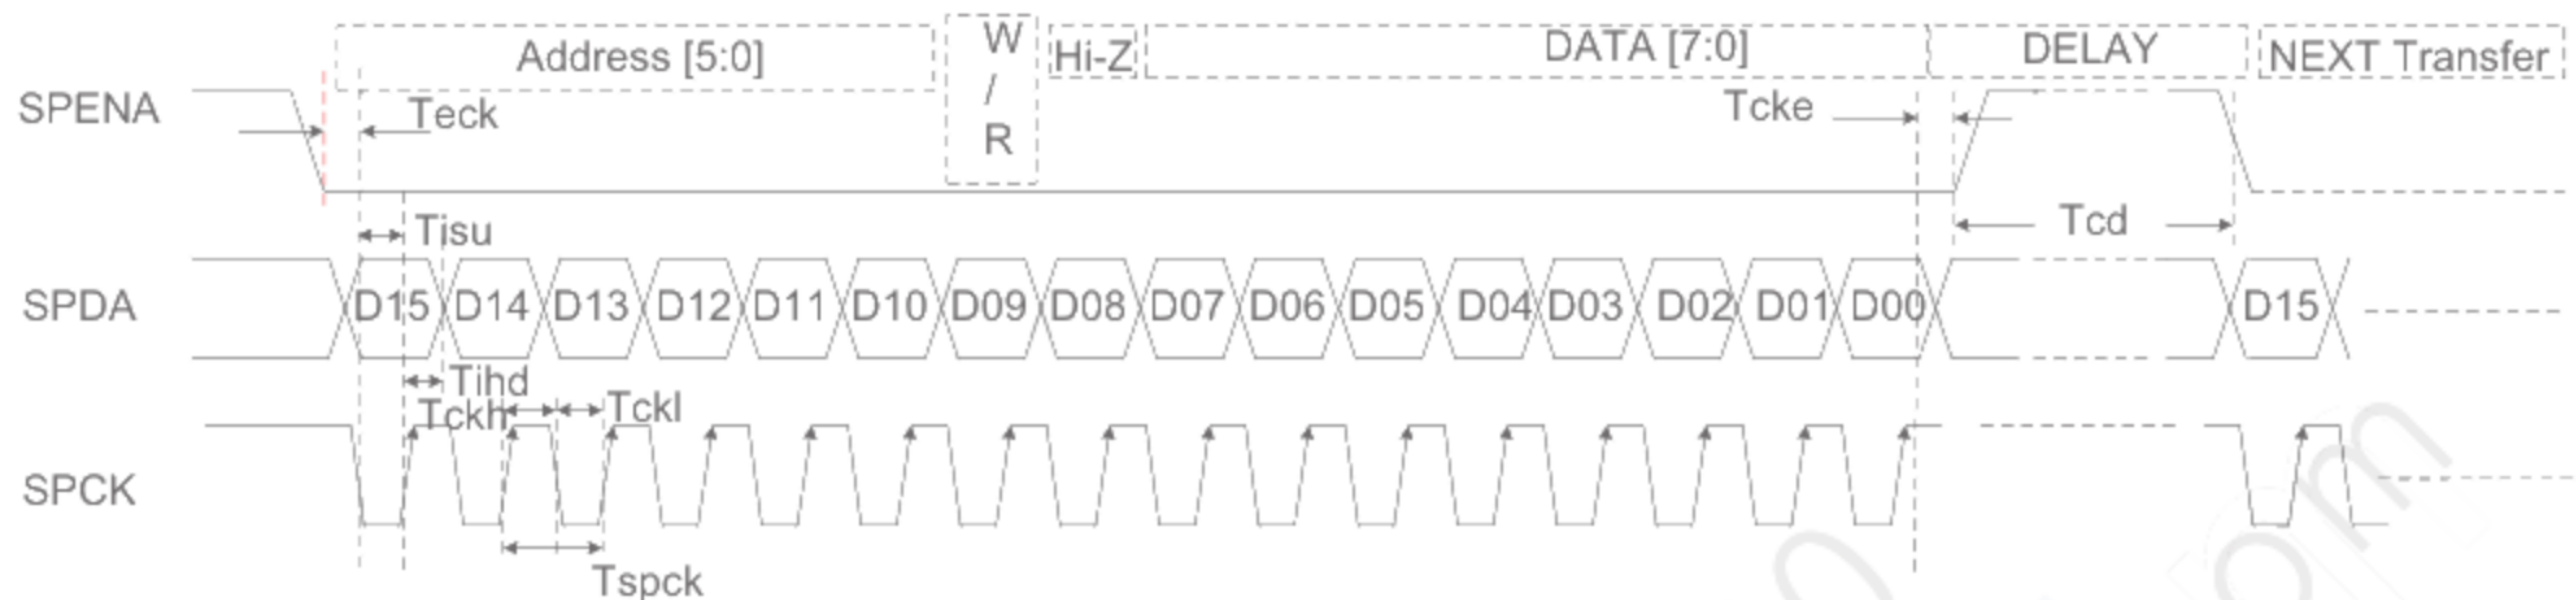 Address [5:0]
W
/
R
Hi-Z
DATA [7:0]
DELAY
NEXT Transfer
SPENA
Teck
Tcke
Tisu
Tcd
SPDA
D15
D14
D13
D12
D11
D10
D09
D08
D07
D06
D05
D04
D03
D02
D01
D00
D15
Tihd
Tckh
Tckl
SPCK
Tspck